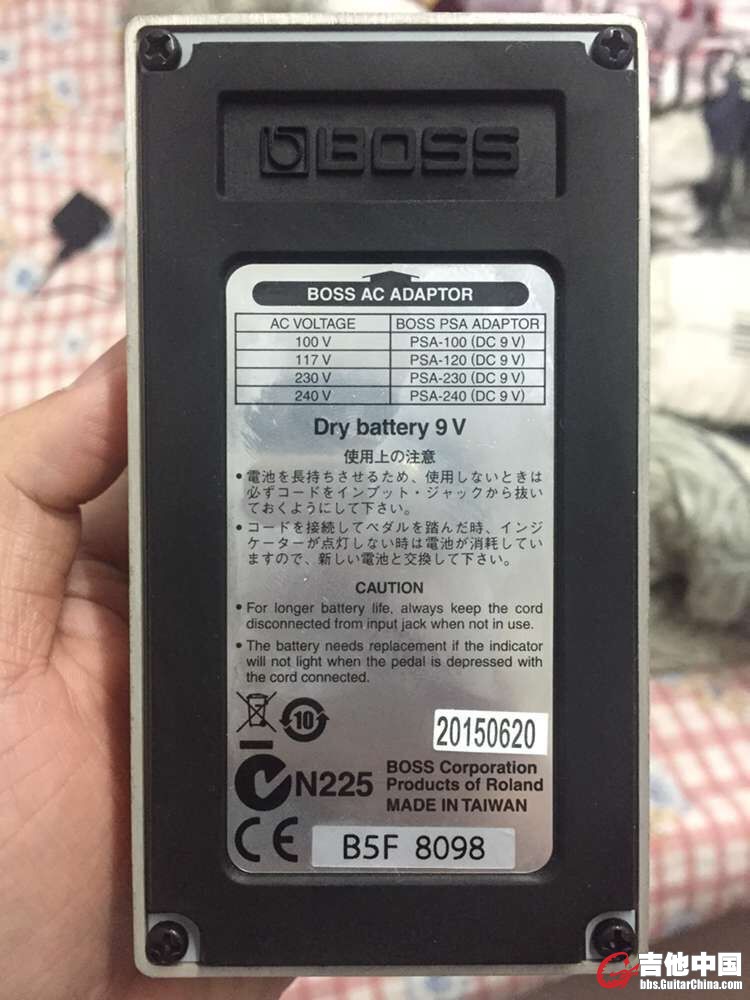 BOSS
BOSS AC ADAPTOR
AC VOLTAGE BOSS PSA ADAPTOR
100 V PSA-100 (DC 9 V)
117 V PSA-120 (DC 9 V)
230 V PSA-230 (DC 9 V)
240 V PSA-240 (DC 9 V)
Dry battery 9 V
使用上の注意
• 電池を長持ちさせるため、使用しないときは
必ずコードをインプット・ジャックから抜い
ておくようにして下さい。
• コードを接続してペダルを踏んだ時、インジ
ケーターが点灯しない時は電池が消耗してい
ますので、新しい電池と交換して下さい。
CAUTION
• For longer battery life, always keep the cord
disconnected from input jack when not in use.
• The battery needs replacement if the indicator
will not light when the pedal is depressed with
the cord connected.
10
20150620
N225
BOSS Corporation
Products of Roland
MADE IN TAIWAN
CE
B5F 8098
吉他中国
bbs.GuitarChina.com